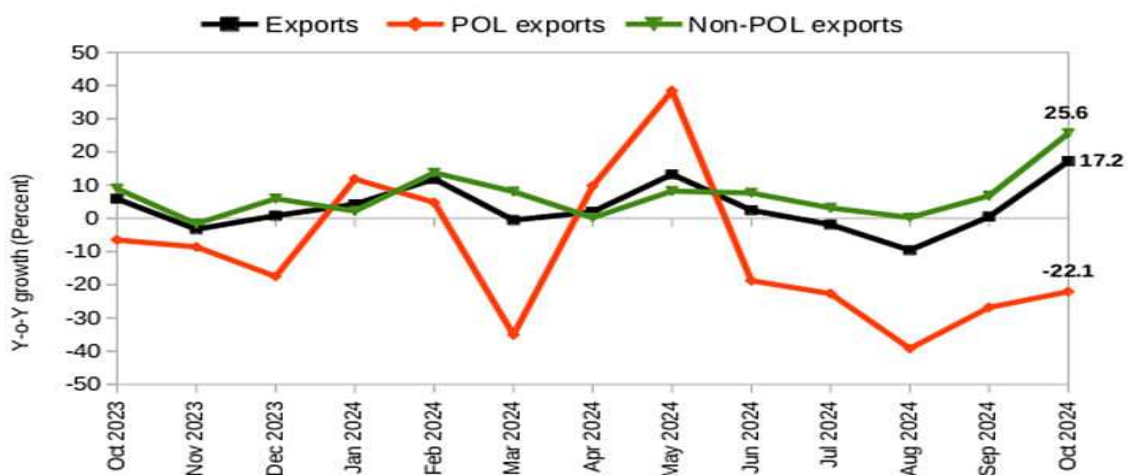 Exports POL exports Non-POL exports
Y-o-Y growth (Percent)
50
40
30
20
10
0
-10
-20
-30
-40
-50
25.6
17.2
-22.1
Oct 2023
Nov 2023
Dec 2023
Jan 2024
Feb 2024
Mar 2024
Apr 2024
May 2024
Jun 2024
Jul 2024
Aug 2024
Sep 2024
Oct 2024